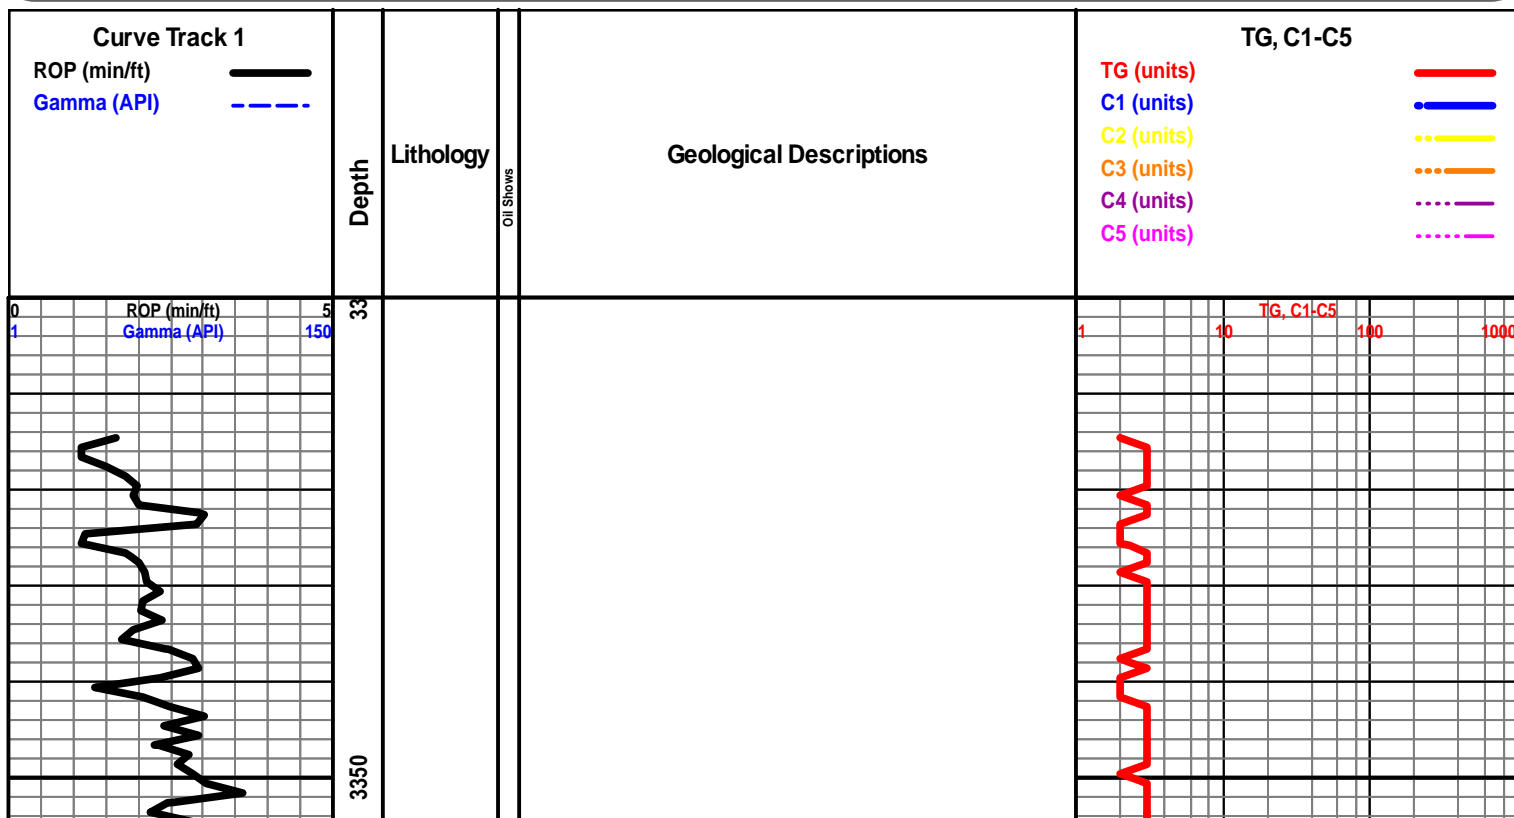 Curve Track 1
ROP (min/ft)
Gamma (API)
Depth
Lithology
Oil Shows
Geological Descriptions
TG, C1-C5
TG (units)
C1 (units)
C2 (units)
C3 (units)
C4 (units)
C5 (units)
0 ROP (min/ft) 5
1 Gamma (API) 150
33
TG, C1-C5
1 10 100 1000
3350